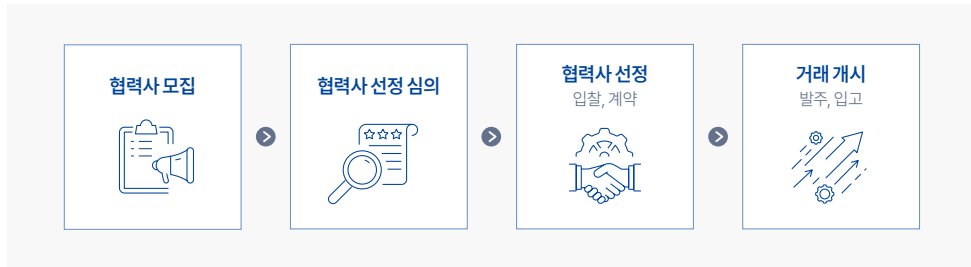 협력사 모집
협력사 선정 심의
협력사 선정
입찰, 계약
거래 개시
발주, 입고